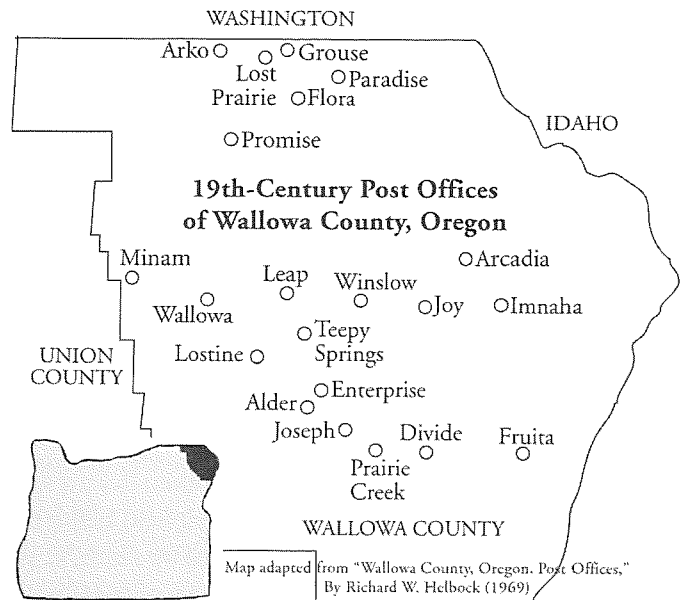 WASHINGTON
Arko
Grouse
Lost
Prairie
Paradise
Flora
Promise
IDAHO
19th-Century Post Offices
of Wallowa County, Oregon
Minam
Arcadia
Leap
Winslow
Wallowa
Joy
Imnaha
Teepy
Springs
Lostine
UNION
COUNTY
Enterprise
Alder
Joseph
Divide
Fruita
Prairie
Creek
WALLOWA COUNTY
Map adapted from "Wallowa County, Oregon. Post Offices,"
By Richard W. Helbock (1969)